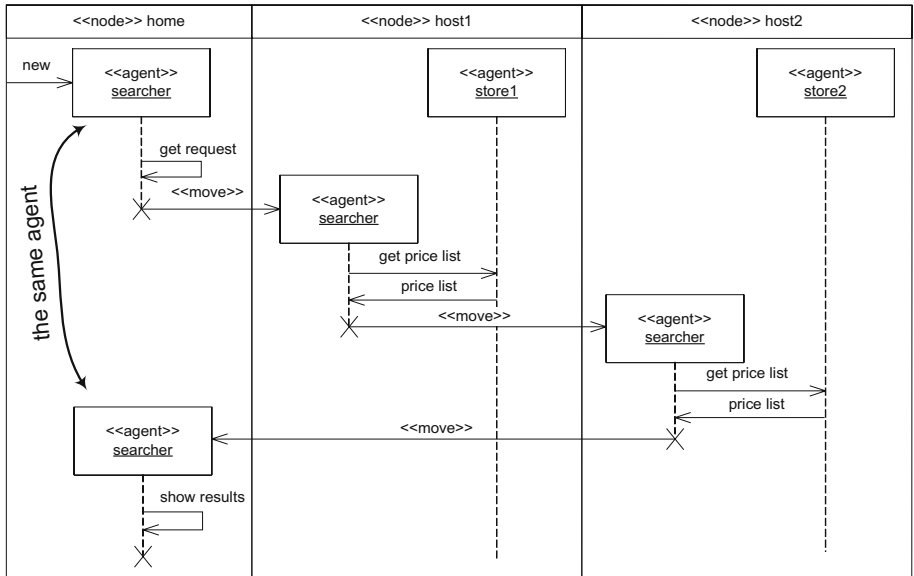 <<node>> home
<<node>> host1
<<node>> host2
new
<<agent>>
searcher
<<agent>>
store1
<<agent>>
store2
get request
<<move>>
<<agent>>
searcher
the same agent
get price list
price list
<<move>>
<<agent>>
searcher
get price list
price list
<<move>>
<<agent>>
searcher
show results